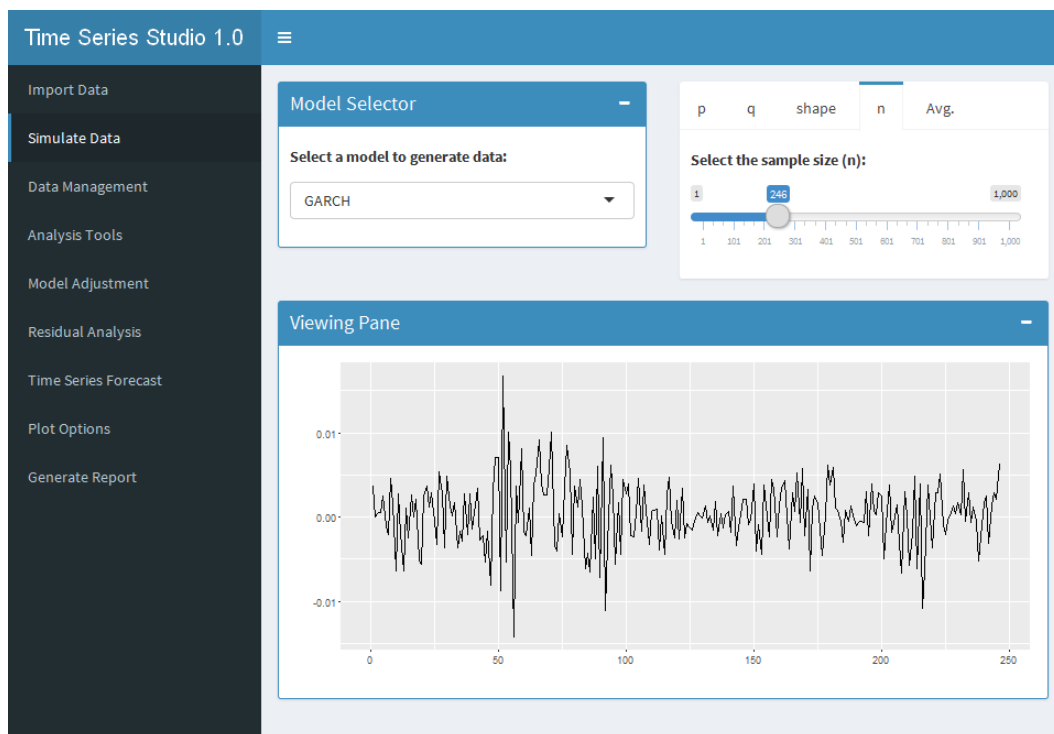 Time Series Studio 1.0
Import Data
Simulate Data
Data Management
Analysis Tools
Model Adjustment
Residual Analysis
Time Series Forecast
Plot Options
Generate Report
Model Selector
Select a model to generate data:
GARCH
p q shape n Avg.
Select the sample size (n):
1 246 1,000
1 101 201 301 401 501 601 701 801 901 1,000
Viewing Pane
0.01
0.00
-0.01
0 50 100 150 200 250